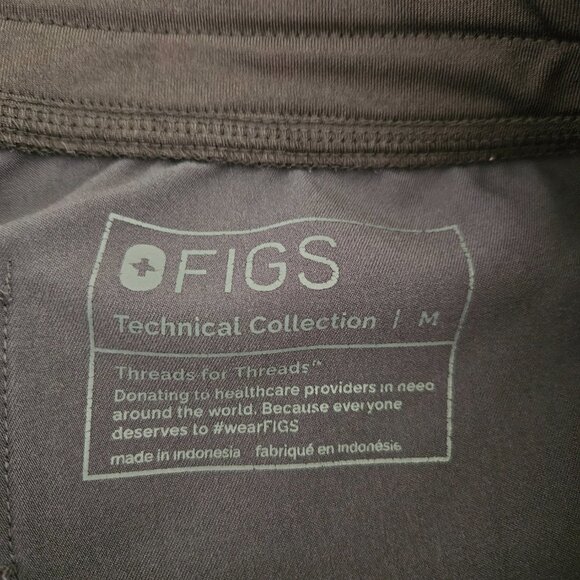 FIGS
Technical Collection / M
Threads for Threads™
Donating to healthcare providers in need
around the world. Because everyone
deserves to #wearFIGS
made in indonesia fabriqué en indonésie